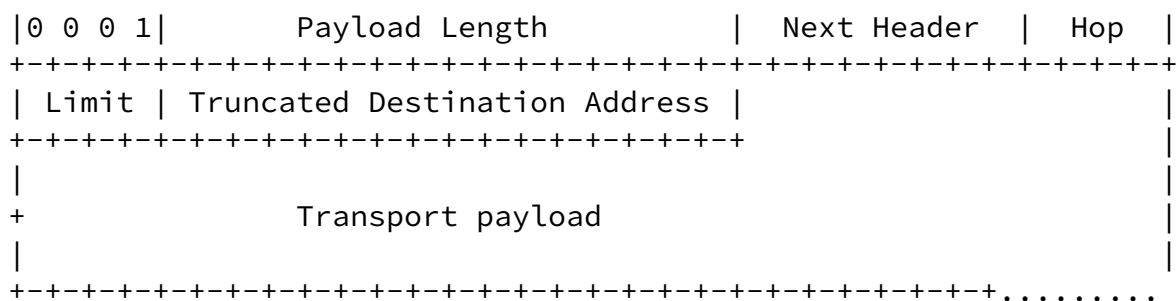 |0 0 0 1|       Payload Length          |  Next Header  |  Hop  |
+-+-+-+-+-+-+-+-+-+-+-+-+-+-+-+-+-+-+-+-+-+-+-+-+-+-+-+-+-+-+-+-+
| Limit | Truncated Destination Address |                       |
+-+-+-+-+-+-+-+-+-+-+-+-+-+-+-+-+-+-+-+-+                       |
|                                                               |
+               Transport payload                               |
|                                                               |
+-+-+-+-+-+-+-+-+-+-+-+-+-+-+-+-+-+-+-+-+-+-+-+-+-+-+-+.........